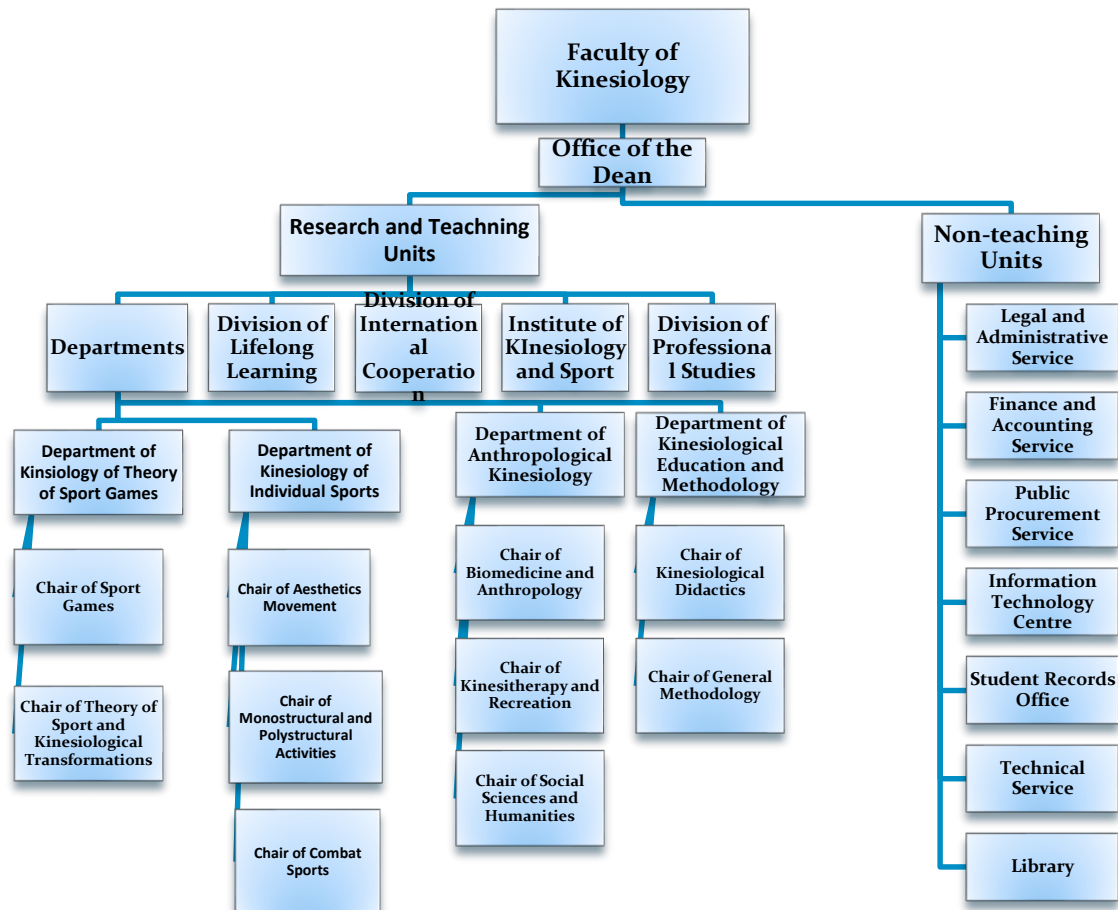 Faculty of
Kinesiology
Office of the
Dean
Research and Teachning
Units
Non-teaching
Units
Departments
Division of
Lifelong
Learning
Division of
Internation
al
Cooperatio
n
Institute of
KInesiology
and Sport
Division of
Professiona
l Studies
Department of
Kinsiology of Theory
of Sport Games
Department of
Kinesiology of
Individual Sports
Department of
Anthropological
Kinesiology
Department of
Kinesiological
Education and
Methodology
Chair of Sport
Games
Chair of Theory of
Sport and
Kinesiological
Transformations
Chair of Aesthetics
Movement
Chair of
Monostructural and
Polystructural
Activities
Chair of Combat
Sports
Chair of
Biomedicine and
Anthropology
Chair of
Kinesitherapy and
Recreation
Chair of Social
Sciences and
Humanities
Chair of
Kinesiological
Didactics
Chair of General
Methodology
Legal and
Administrative
Service
Finance and
Accounting
Service
Public
Procurement
Service
Information
Technology
Centre
Student Records
Office
Technical
Service
Library